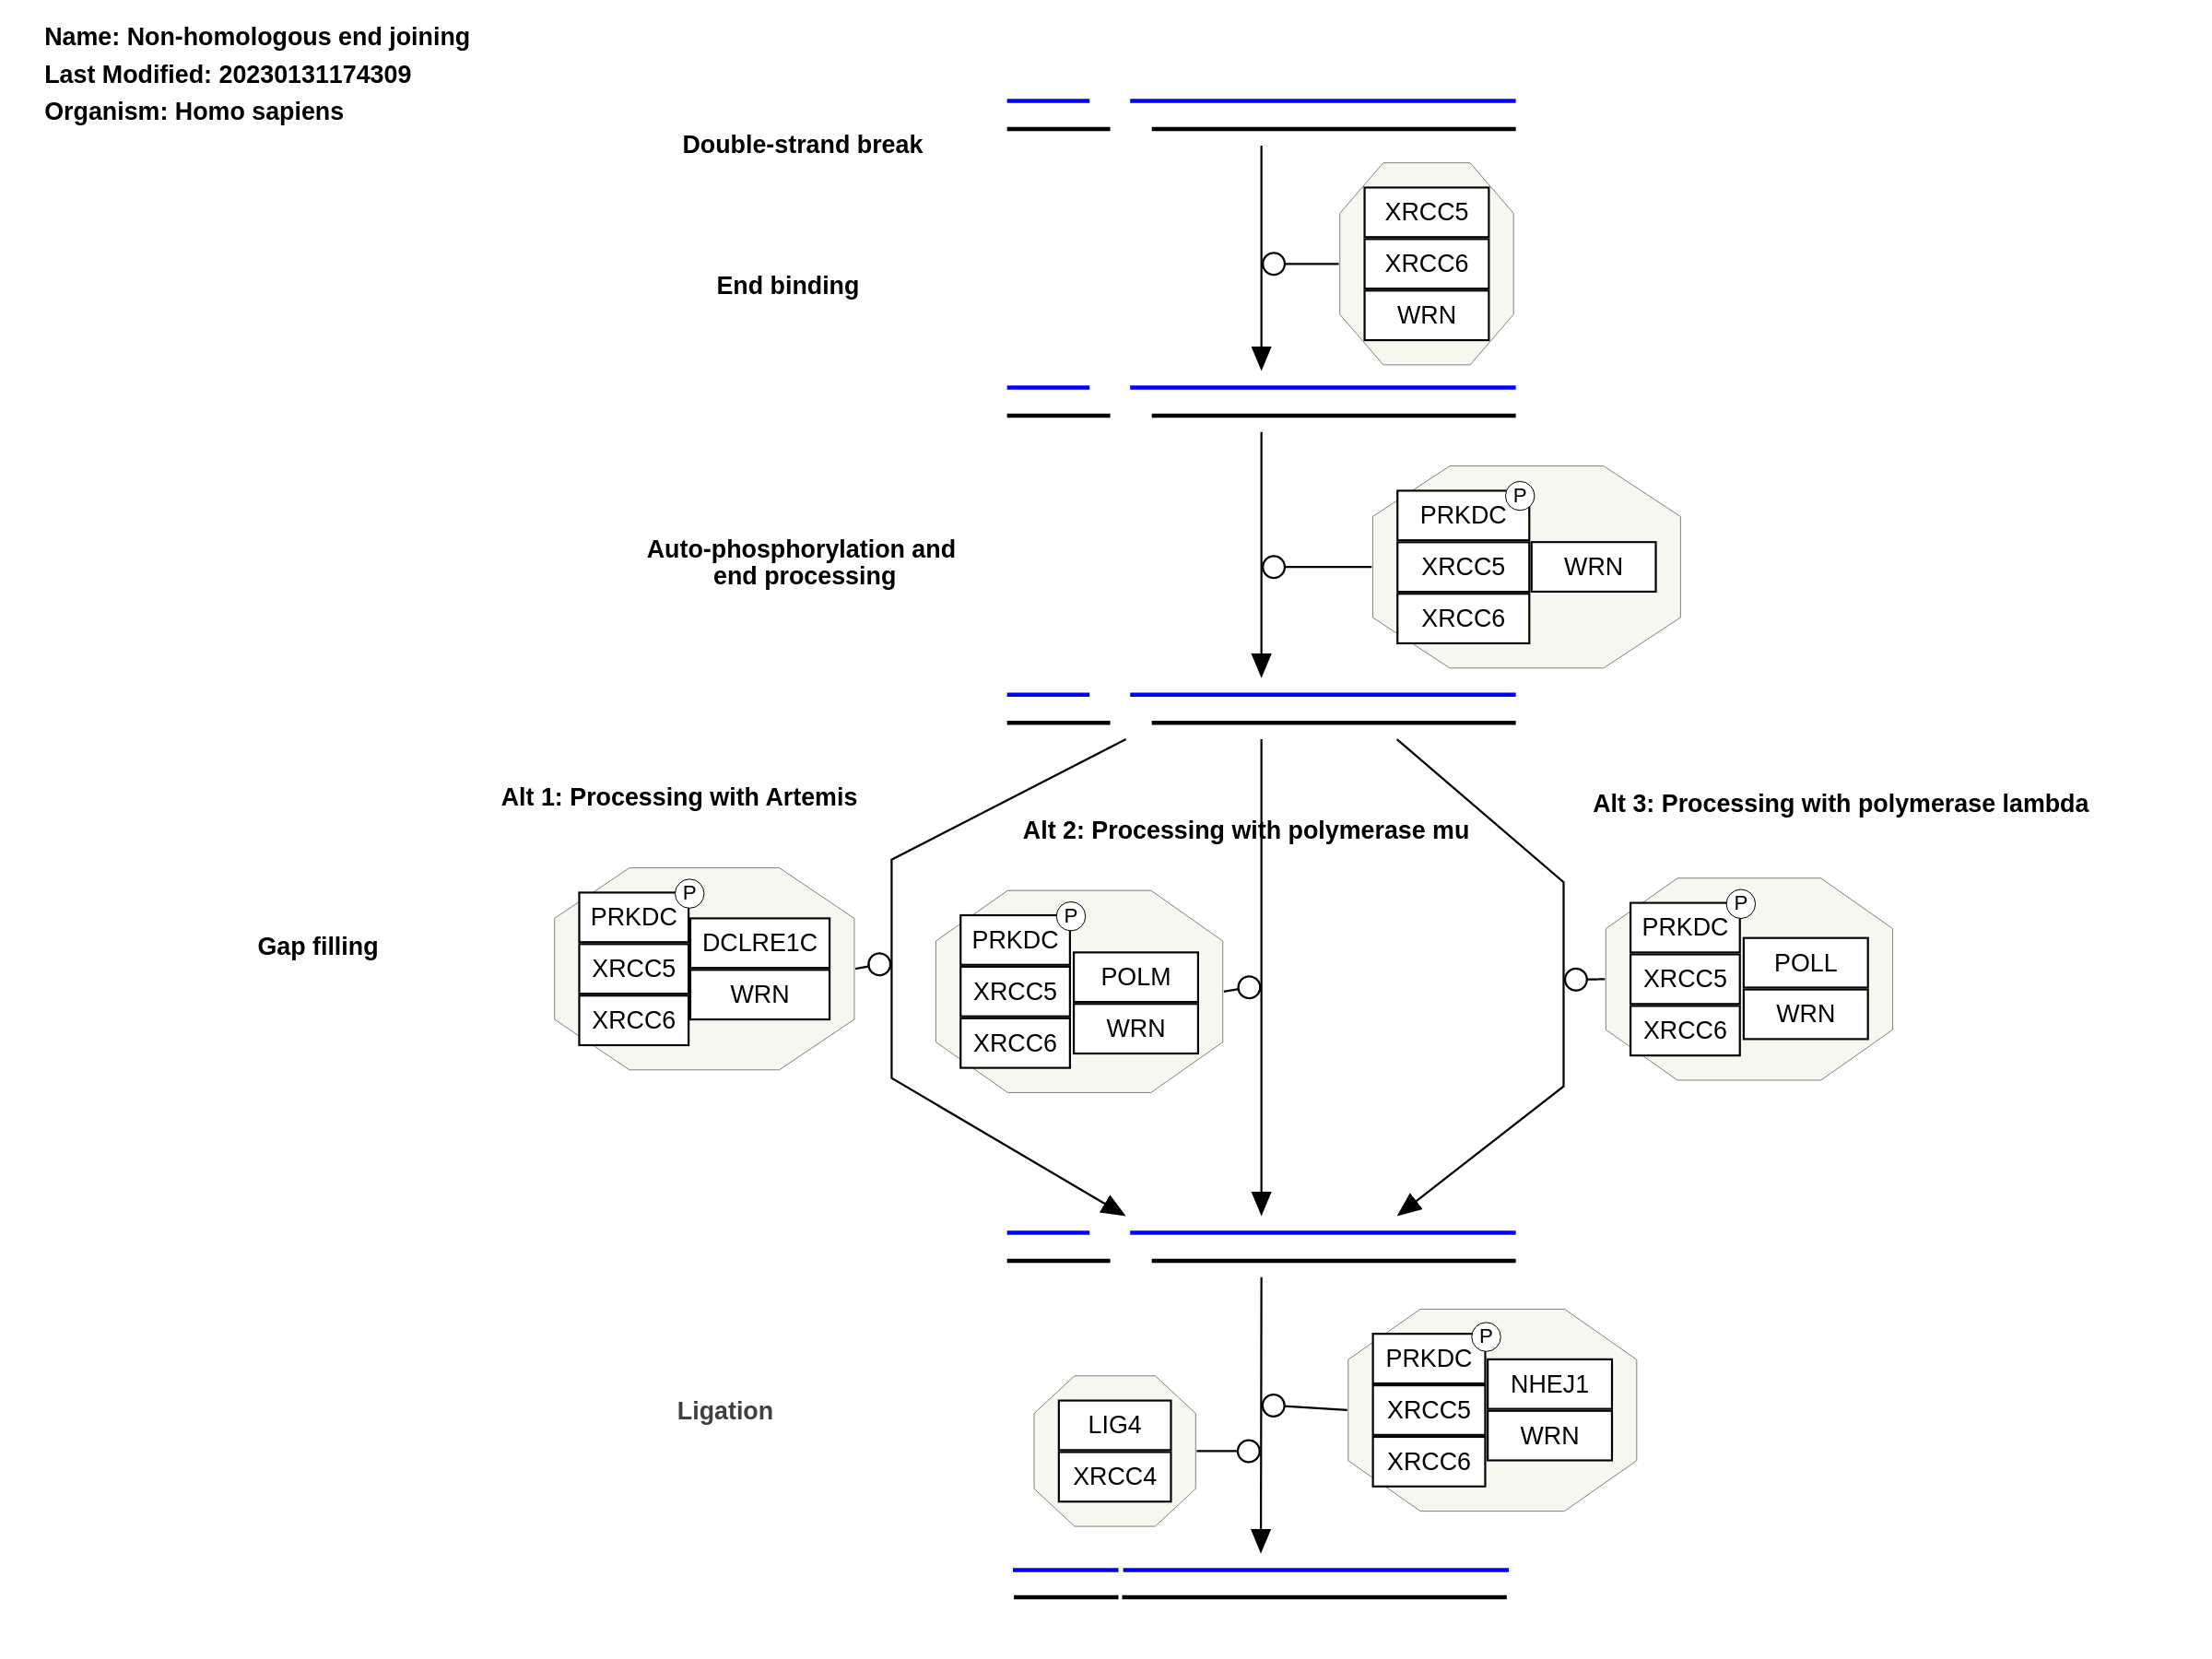 Name: Non-homologous end joining
Last Modified: 20230131174309
Organism: Homo sapiens
Double-strand break
XRCC5
XRCC6
WRN
End binding
PRKDC
P
XRCC5
WRN
XRCC6
Auto-phosphorylation and
end processing
Alt 1: Processing with Artemis
Alt 2: Processing with polymerase mu
Alt 3: Processing with polymerase lambda
Gap filling
PRKDC
P
XRCC5
XRCC6
DCLRE1C
WRN
PRKDC
P
XRCC5
XRCC6
POLM
WRN
PRKDC
P
XRCC5
XRCC6
POLL
WRN
Ligation
LIG4
XRCC4
PRKDC
P
XRCC5
XRCC6
NHEJ1
WRN